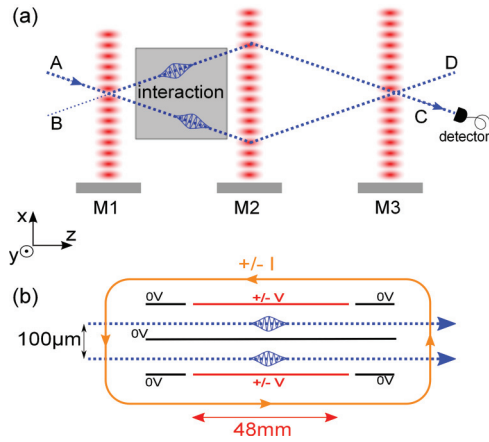 (a)
A
B
interaction
D
C
detector
M1
M2
M3
x
y
z
+/- I
(b)
0V
+/- V
0V
0V
100μm
0V
+/- V
0V
48mm